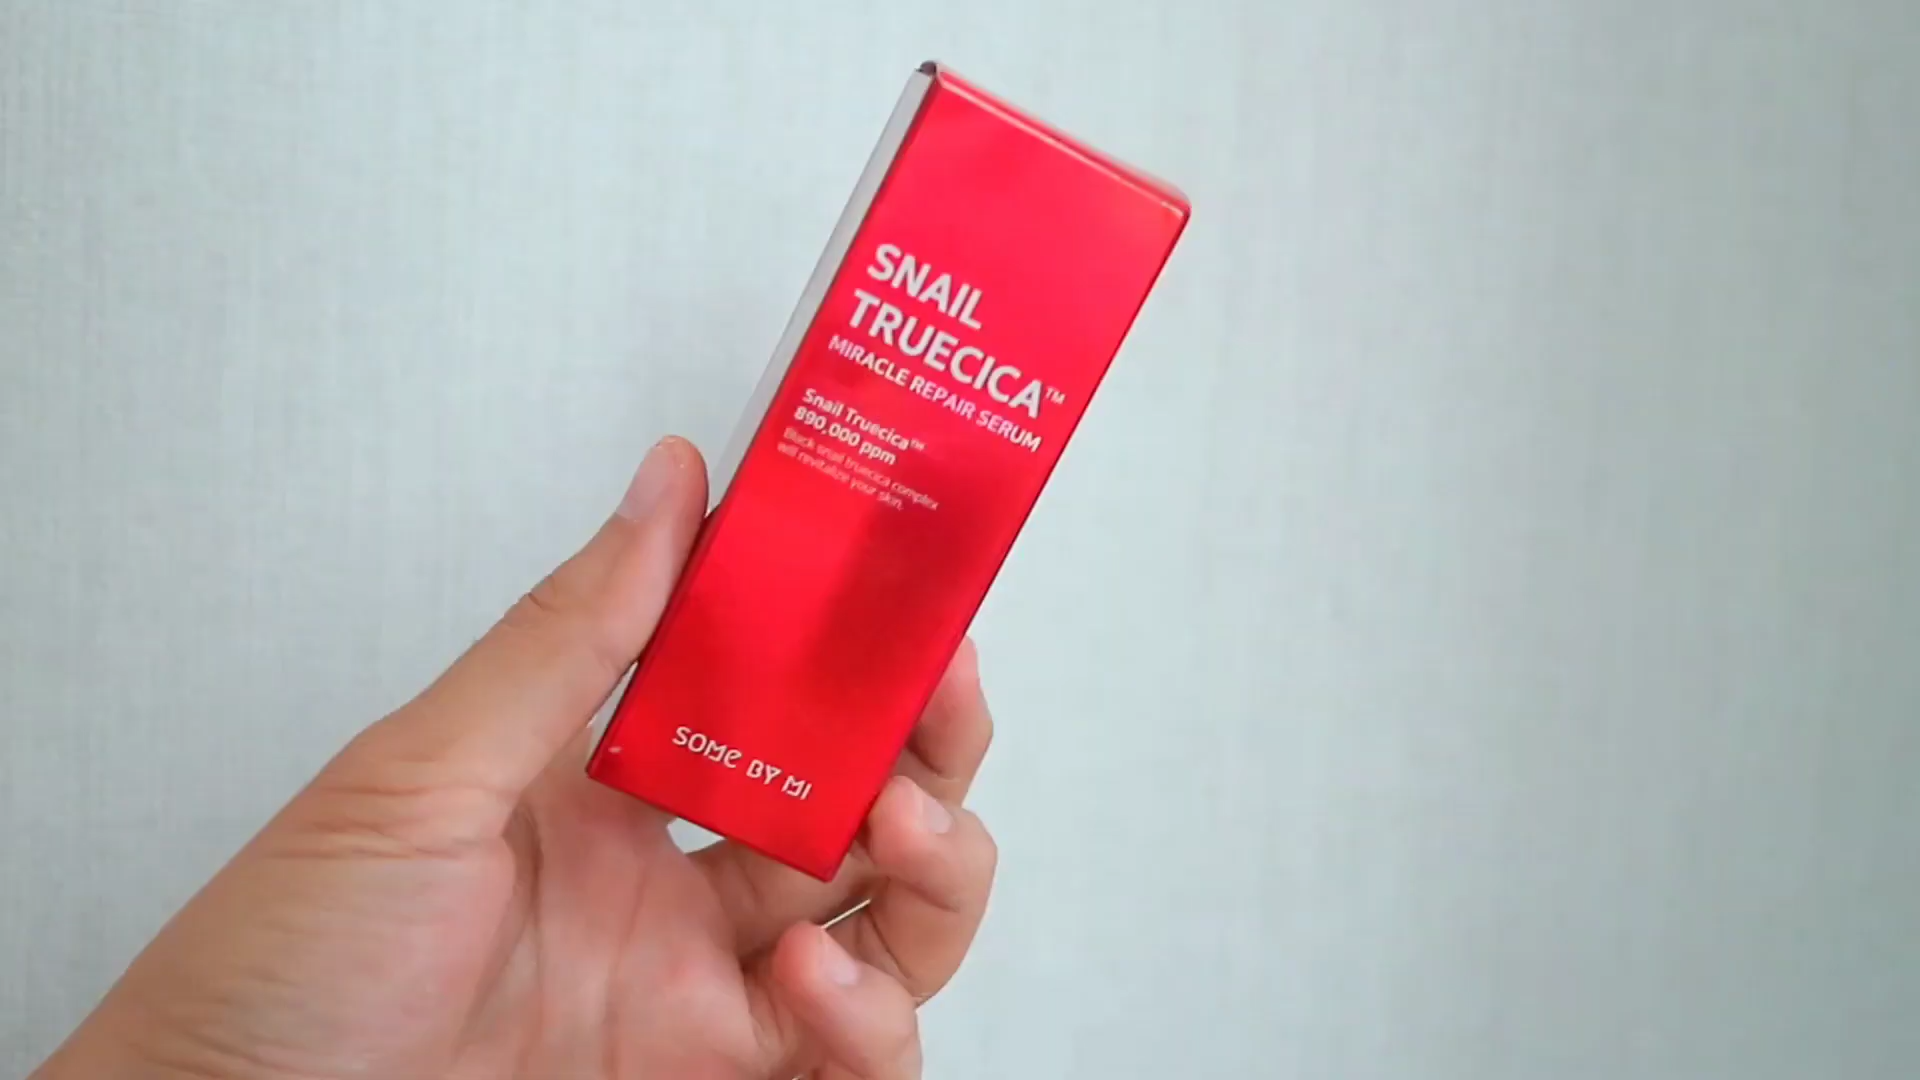 SNAIL
TRUECICA™
MIRACLE REPAIR SERUM
Snail Truecica™
890,000 ppm
Black snail truecica complex
will revitalize your skin.
SOME BY MI